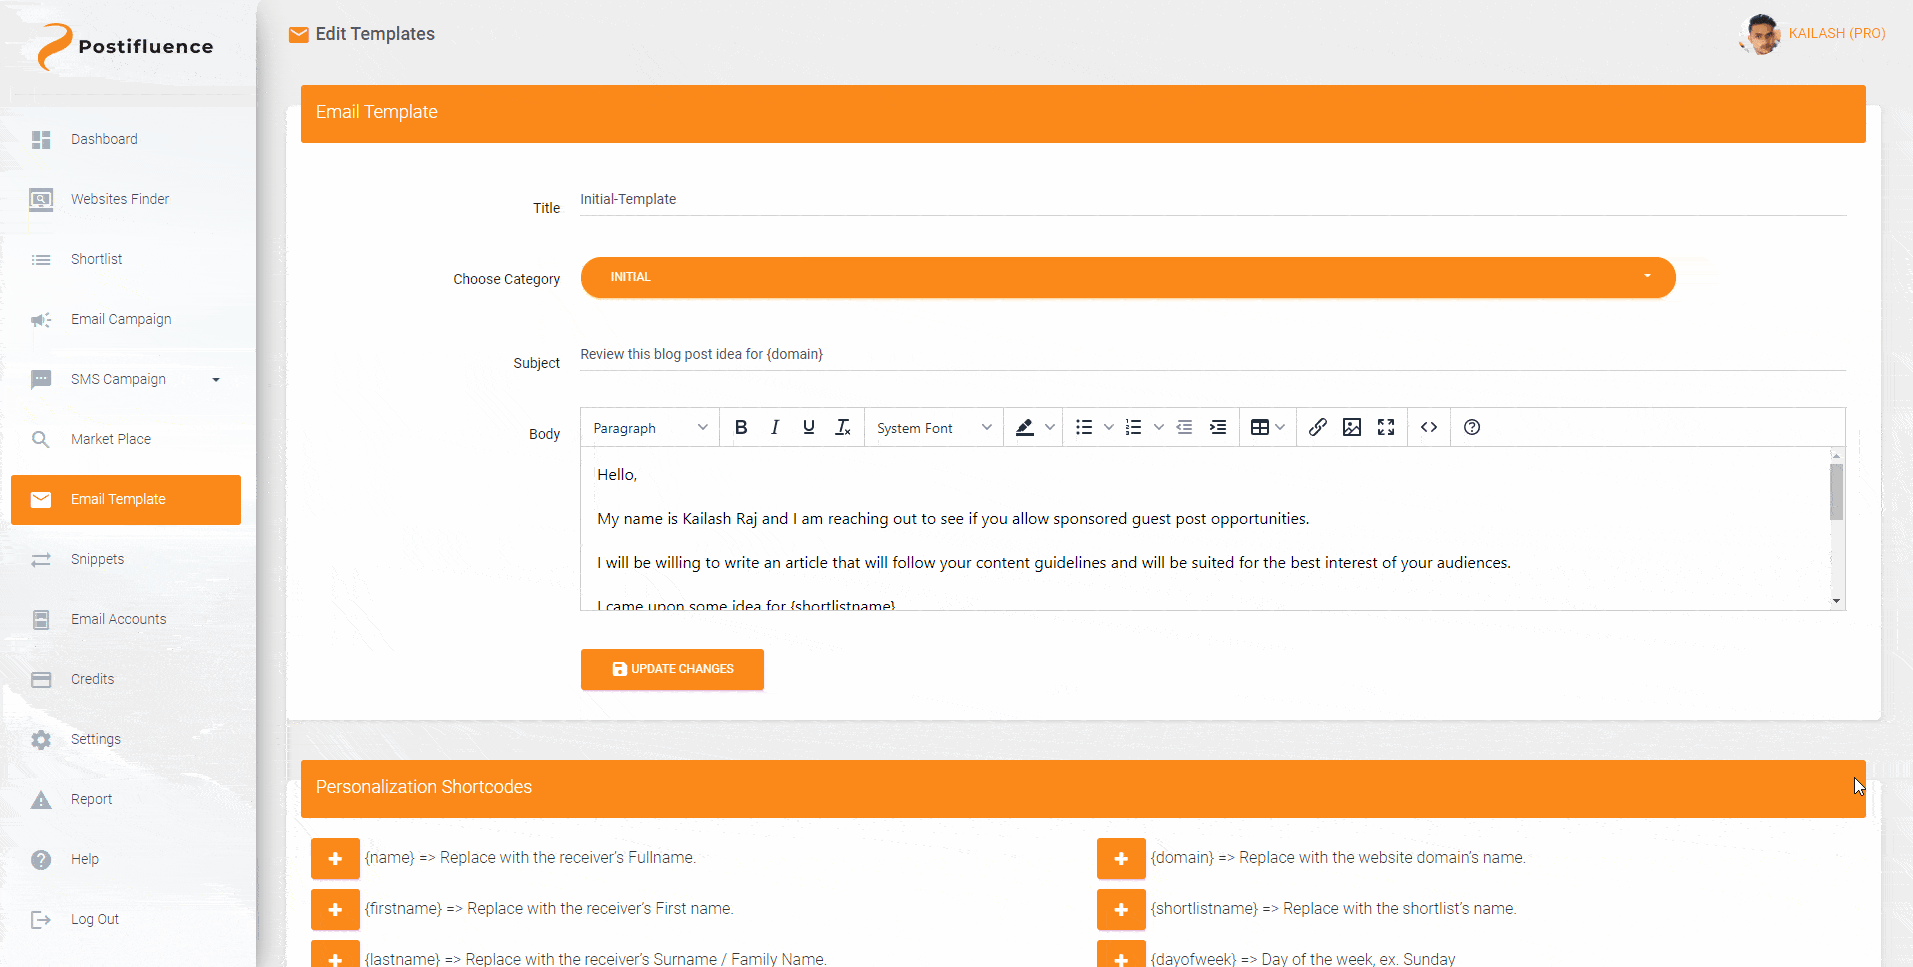 Postifluence
Edit Templates
KAILASH (PRO)
Dashboard
Websites Finder
Shortlist
Email Campaign
SMS Campaign
Market Place
Email Template
Snippets
Email Accounts
Credits
Settings
Report
Help
Log Out
Email Template
Title
Initial-Template
Choose Category
INITIAL
Subject
Review this blog post idea for {domain}
Body
Paragraph
B I U
System Font
Hello,
My name is Kailash Raj and I am reaching out to see if you allow sponsored guest post opportunities.
I will be willing to write an article that will follow your content guidelines and will be suited for the best interest of your audiences.
I came upon some idea for {shortlistname}
UPDATE CHANGES
Personalization Shortcodes
{name} => Replace with the receiver's Fullname.
{domain} => Replace with the website domain's name.
{firstname} => Replace with the receiver's First name.
{shortlistname} => Replace with the shortlist's name.
{lastname} => Replace with the receiver's Surname / Family Name.
{dayofweek} => Day of the week, ex. Sunday